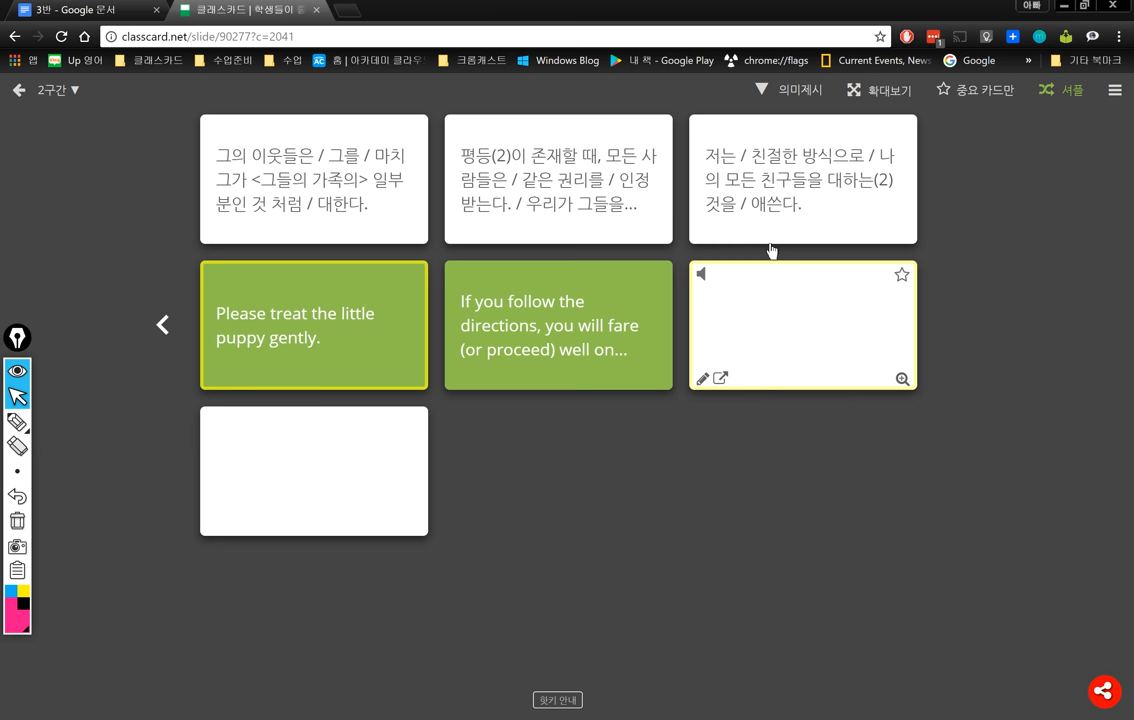 3반 - Google 문서
클래스카드 | 학생들이 좋
아빠
classcard.net/slide/90277?c=2041
앱
Up 영어
클래스카드
수업준비
수업
홈 | 아카데미 클라우
크롬캐스트
Windows Blog
내 책 - Google Play
chrome://flags
Current Events, News
Google
»
기타 북마크
2구간 ▼
의미제시
확대보기
중요 카드만
셔플
그의 이웃들은 / 그를 / 마치
그가 <그들의 가족의> 일부
분인 것 처럼 / 대한다.
평등(2)이 존재할 때, 모든 사
람들은 / 같은 권리를 / 인정
받는다. / 우리가 그들을...
저는 / 친절한 방식으로 / 나
의 모든 친구들을 대하는(2)
것을 / 애쓴다.
Please treat the little
puppy gently.
If you follow the
directions, you will fare
(or proceed) well on...
핫키 안내